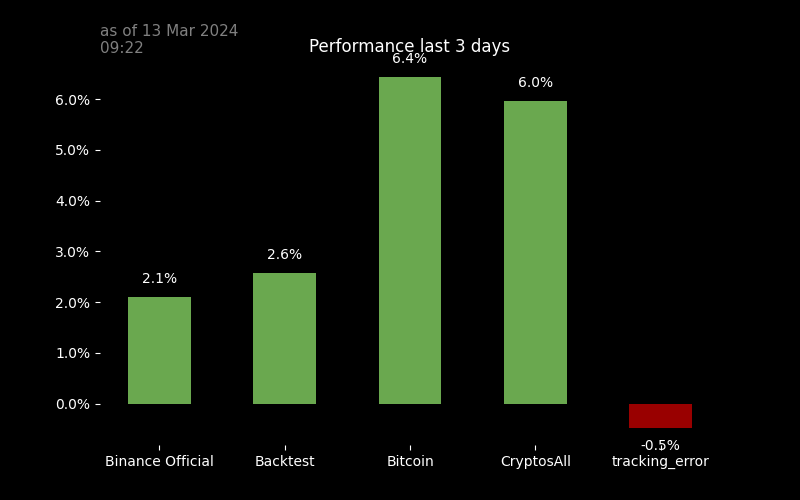 as of 13 Mar 2024
09:22
Performance last 3 days
6.4%
6.0%
2.6%
2.1%
-0.5%
6.0%
5.0%
4.0%
3.0%
2.0%
1.0%
0.0%
Binance Official
Backtest
Bitcoin
CryptosAll
tracking_error